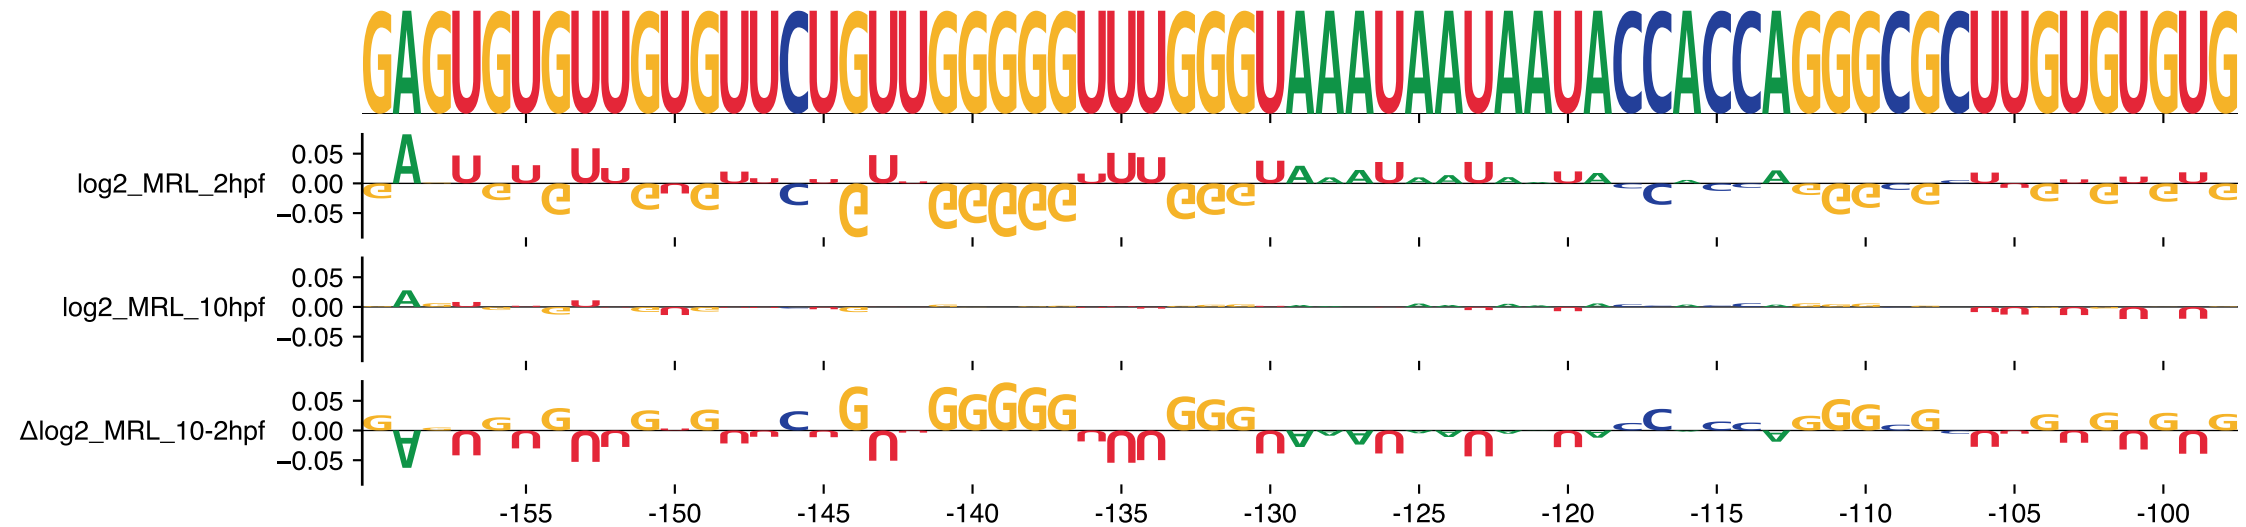 GAGUGUGUUGUGUUCUGUUGGGGGUUUGGGUAAAUAAUAAUACCACCAGGGCGCUUGUGUGUG
log2_MRL_2hpf
0.05
0.00
−0.05
log2_MRL_10hpf
0.05
0.00
−0.05
Δlog2_MRL_10-2hpf
0.05
0.00
−0.05
-155 -150 -145 -140 -135 -130 -125 -120 -115 -110 -105 -100